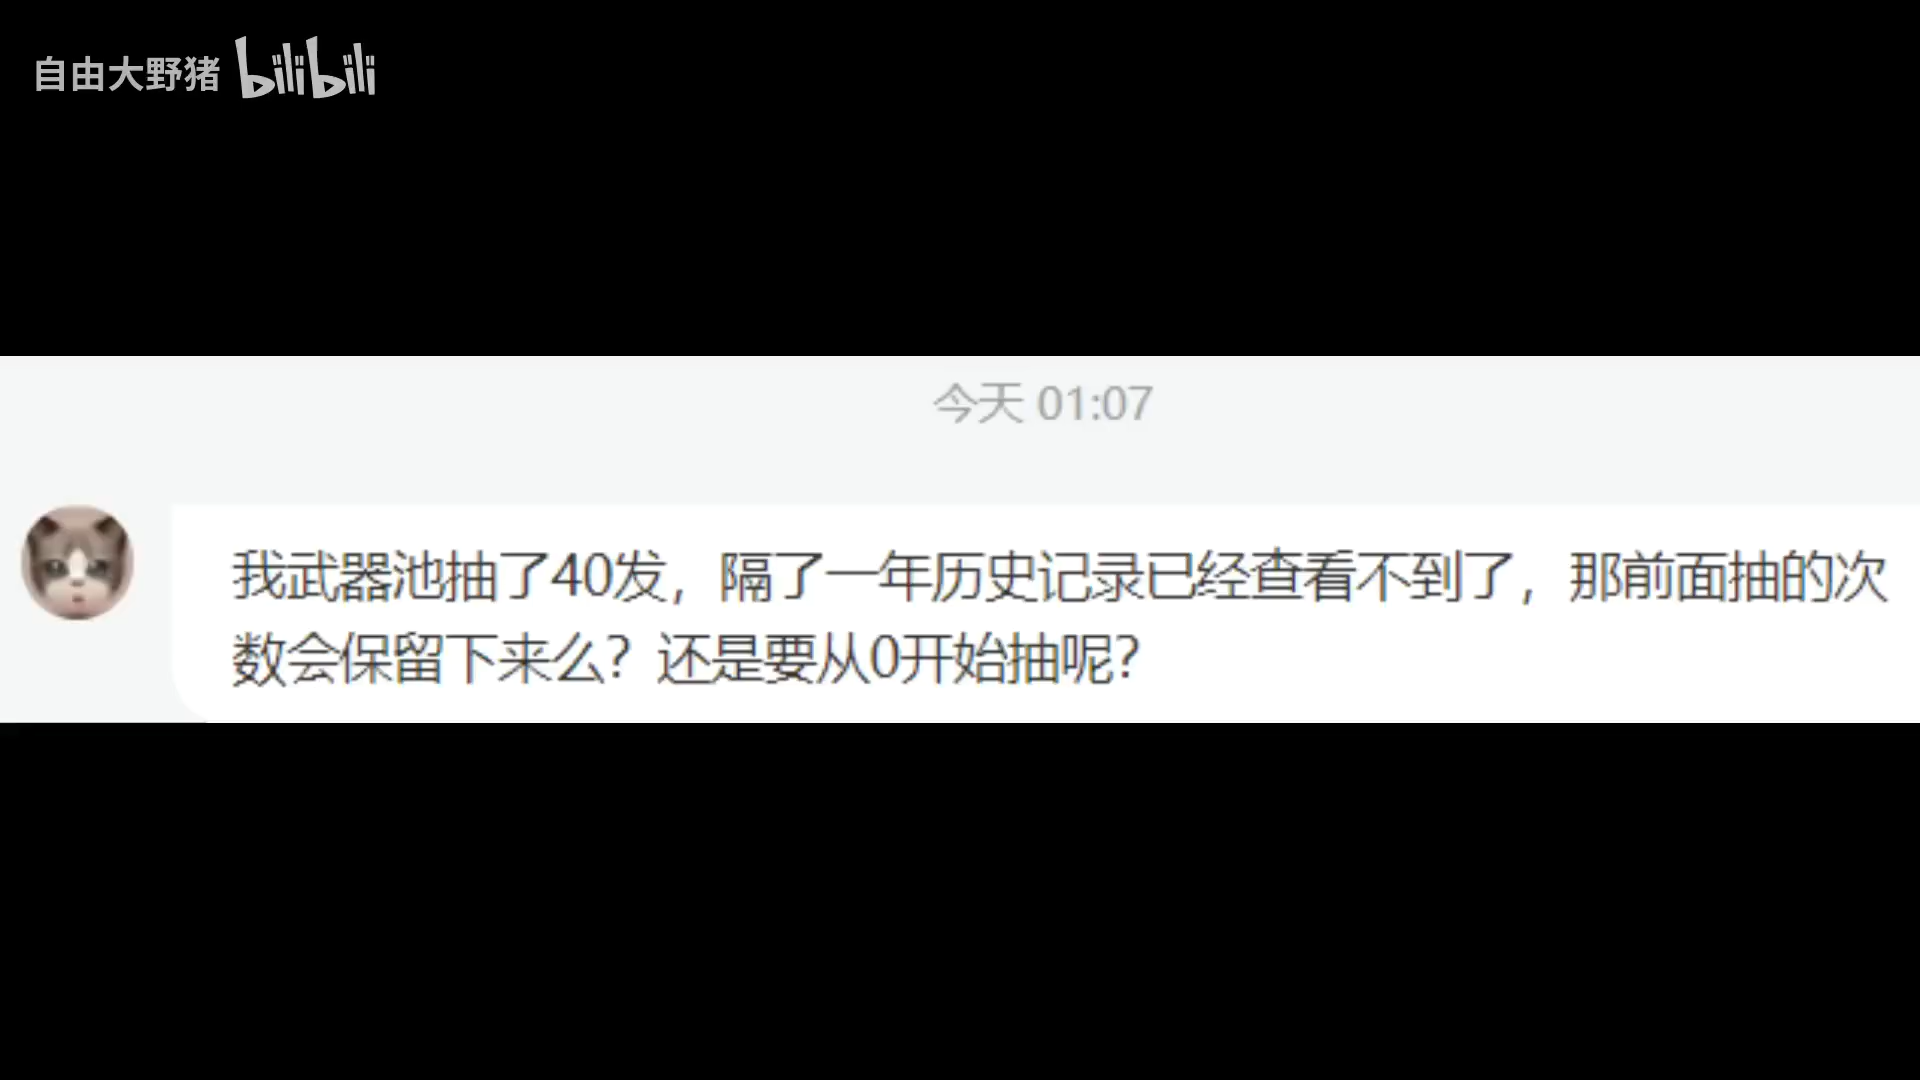 自由大野猪 bilibili
今天 01:07
我武器池抽了40发，隔了一年历史记录已经查看不到了，那前面抽的次
数会保留下来么？还是要从0开始抽呢？